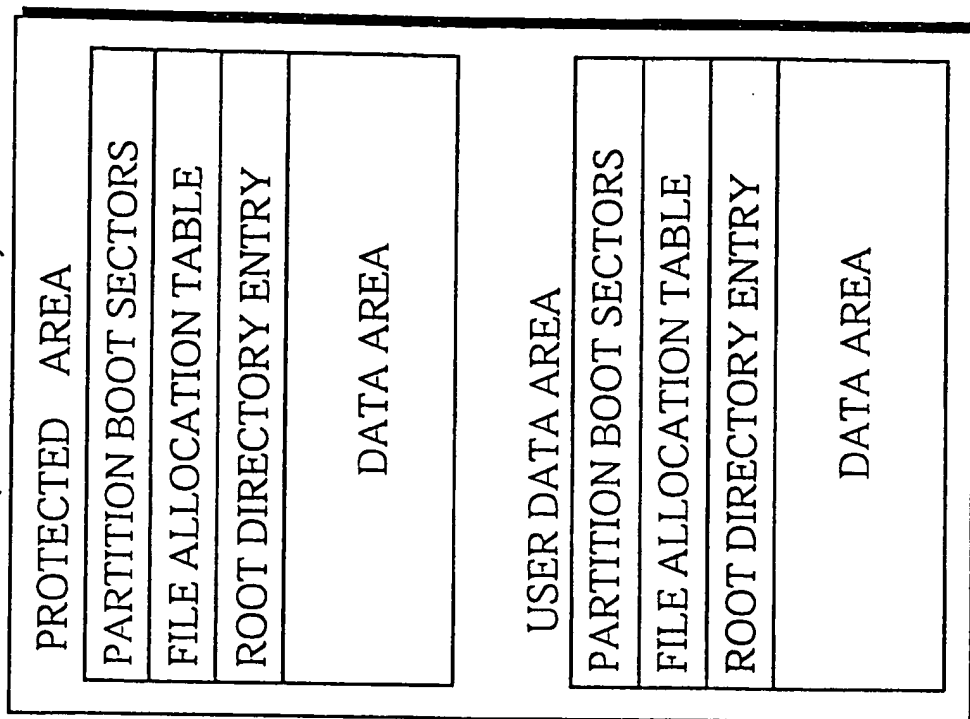 PROTECTED AREA
PARTITION BOOT SECTORS
FILE ALLOCATION TABLE
ROOT DIRECTORY ENTRY
DATA AREA
USER DATA AREA
PARTITION BOOT SECTORS
FILE ALLOCATION TABLE
ROOT DIRECTORY ENTRY
DATA AREA